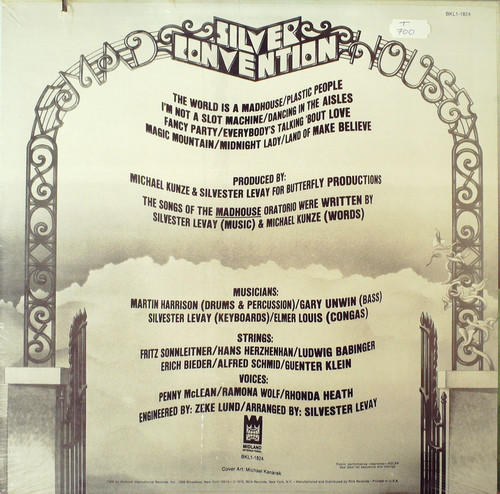 BKL1-1824
T
700
SILVER
CONVENTION
MAD HOUSE
THE WORLD IS A MADHOUSE/PLASTIC PEOPLE
I'M NOT A SLOT MACHINE/DANCING IN THE AISLES
FANCY PARTY/EVERYBODY'S TALKING 'BOUT LOVE
MAGIC MOUNTAIN/MIDNIGHT LADY/LAND OF MAKE BELIEVE
PRODUCED BY:
MICHAEL KUNZE & SILVESTER LEVAY FOR BUTTERFLY PRODUCTIONS
THE SONGS OF THE MADHOUSE ORATORIO WERE WRITTEN BY
SILVESTER LEVAY (MUSIC) & MICHAEL KUNZE (WORDS)
MUSICIANS:
MARTIN HARRISON (DRUMS & PERCUSSION)/GARY UNWIN (BASS)
SILVESTER LEVAY (KEYBOARDS)/ELMER LOUIS (CONGAS)
STRINGS:
FRITZ SONNLEITNER/HANS HERZHENHAN/LUDWIG BABINGER
ERICH BIEDER/ALFRED SCHMID/GUENTER KLEIN
VOICES:
PENNY McLEAN/RAMONA WOLF/RHONDA HEATH
ENGINEERED BY: ZEKE LUND/ARRANGED BY: SILVESTER LEVAY
MIDLAND
INTERNATIONAL
BKL1-1824
Cover Art: Michael Kanarek